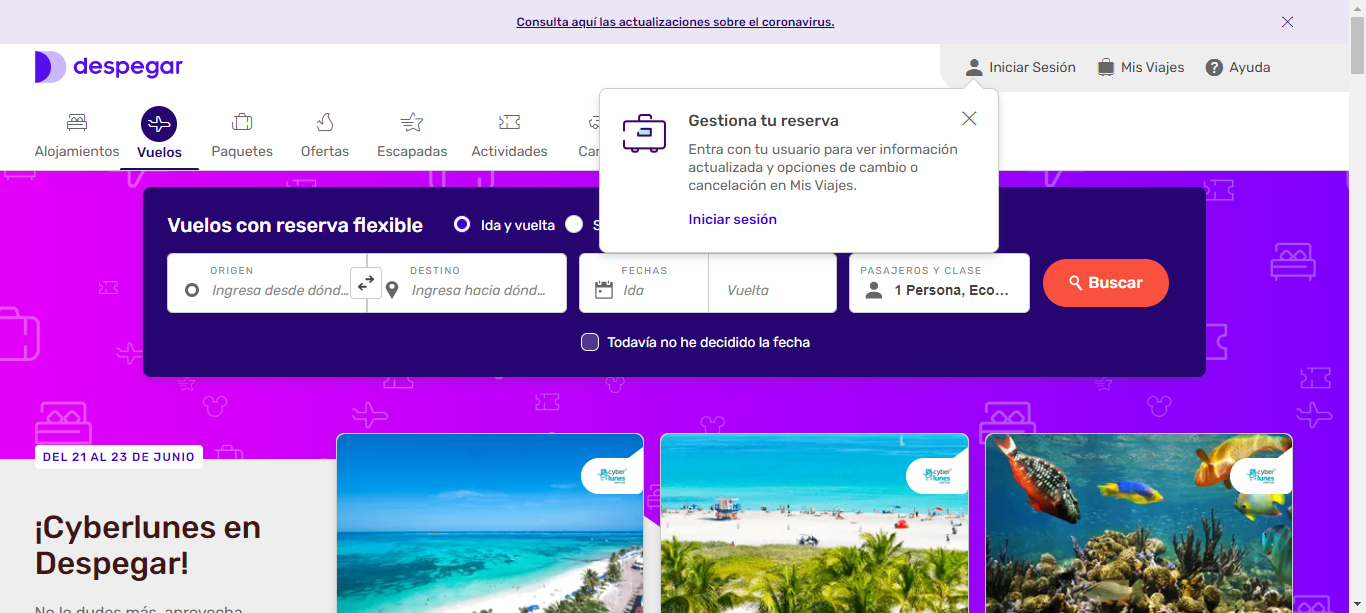 Consulta aquí las actualizaciones sobre el coronavirus.
despegar
Iniciar Sesión
Mis Viajes
Ayuda
Alojamientos
Vuelos
Paquetes
Ofertas
Escapadas
Actividades
Gestiona tu reserva
Entra con tu usuario para ver información
actualizada y opciones de cambio o
cancelación en Mis Viajes.
Iniciar sesión
Vuelos con reserva flexible
Ida y vuelta
ORIGEN
Ingresa desde dónd...
DESTINO
Ingresa hacia dónd...
FECHAS
Ida
Vuelta
PASAJEROS Y CLASE
1 Persona, Eco...
Buscar
Todavía no he decidido la fecha
DEL 21 AL 23 DE JUNIO
cyber
lunes
cyber
lunes
cyber
lunes
¡Cyberlunes en
Despegar!
No lo dudes más, aprovecha